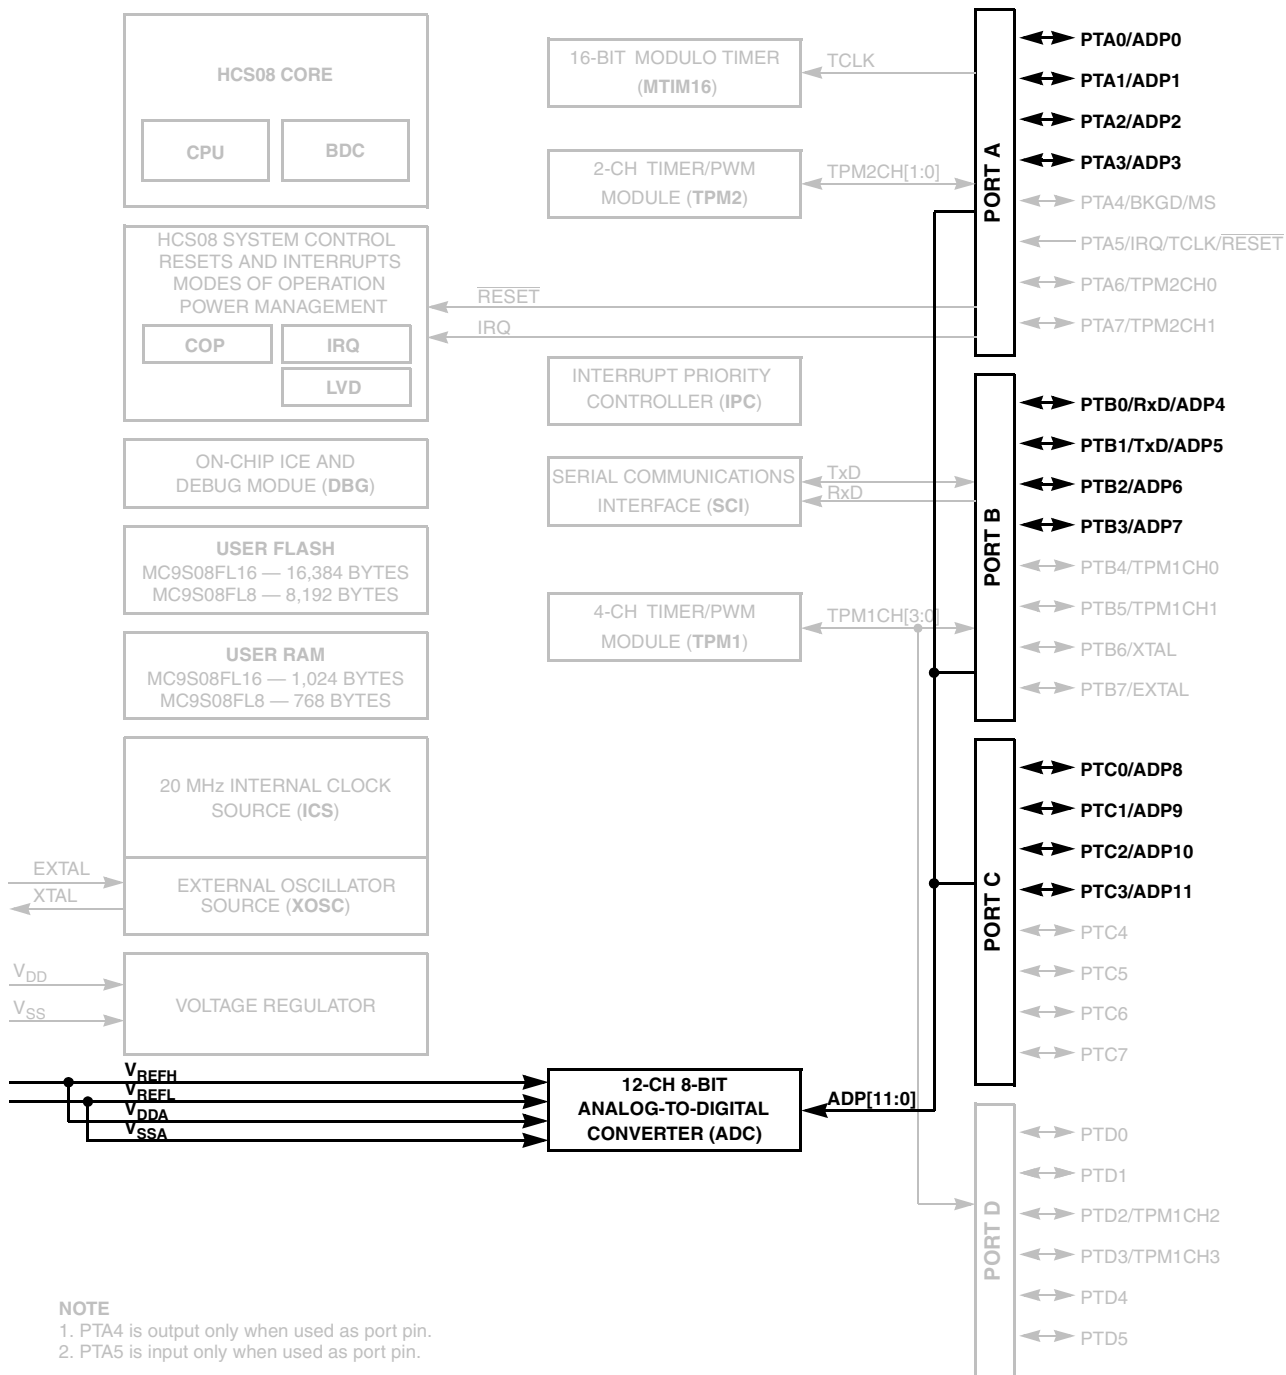 HCS08 CORE
CPU
BDC
HCS08 SYSTEM CONTROL
RESETS AND INTERRUPTS
MODES OF OPERATION
POWER MANAGEMENT
COP
IRQ
LVD
ON-CHIP ICE AND
DEBUG MODUE (DBG)
USER FLASH
MC9S08FL16 — 16,384 BYTES
MC9S08FL8 — 8,192 BYTES
USER RAM
MC9S08FL16 — 1,024 BYTES
MC9S08FL8 — 768 BYTES
20 MHz INTERNAL CLOCK
SOURCE (ICS)
EXTERNAL OSCILLATOR
SOURCE (XOSC)
EXTAL
XTAL
VOLTAGE REGULATOR
VDD
VSS
VREFH
VREFL
VDDA
VSSA
16-BIT MODULO TIMER
(MTIM16)
TCLK
2-CH TIMER/PWM
MODULE (TPM2)
TPM2CH[1:0]
RESET
IRQ
INTERRUPT PRIORITY
CONTROLLER (IPC)
SERIAL COMMUNICATIONS
INTERFACE (SCI)
TxD
RxD
4-CH TIMER/PWM
MODULE (TPM1)
TPM1CH[3:0]
12-CH 8-BIT
ANALOG-TO-DIGITAL
CONVERTER (ADC)
ADP[11:0]
PORT A
PTA0/ADP0
PTA1/ADP1
PTA2/ADP2
PTA3/ADP3
PTA4/BKGD/MS
PTA5/IRQ/TCLK/RESET
PTA6/TPM2CH0
PTA7/TPM2CH1
PORT B
PTB0/RxD/ADP4
PTB1/TxD/ADP5
PTB2/ADP6
PTB3/ADP7
PTB4/TPM1CH0
PTB5/TPM1CH1
PTB6/XTAL
PTB7/EXTAL
PORT C
PTC0/ADP8
PTC1/ADP9
PTC2/ADP10
PTC3/ADP11
PTC4
PTC5
PTC6
PTC7
PORT D
PTD0
PTD1
PTD2/TPM1CH2
PTD3/TPM1CH3
PTD4
PTD5
NOTE
1. PTA4 is output only when used as port pin.
2. PTA5 is input only when used as port pin.